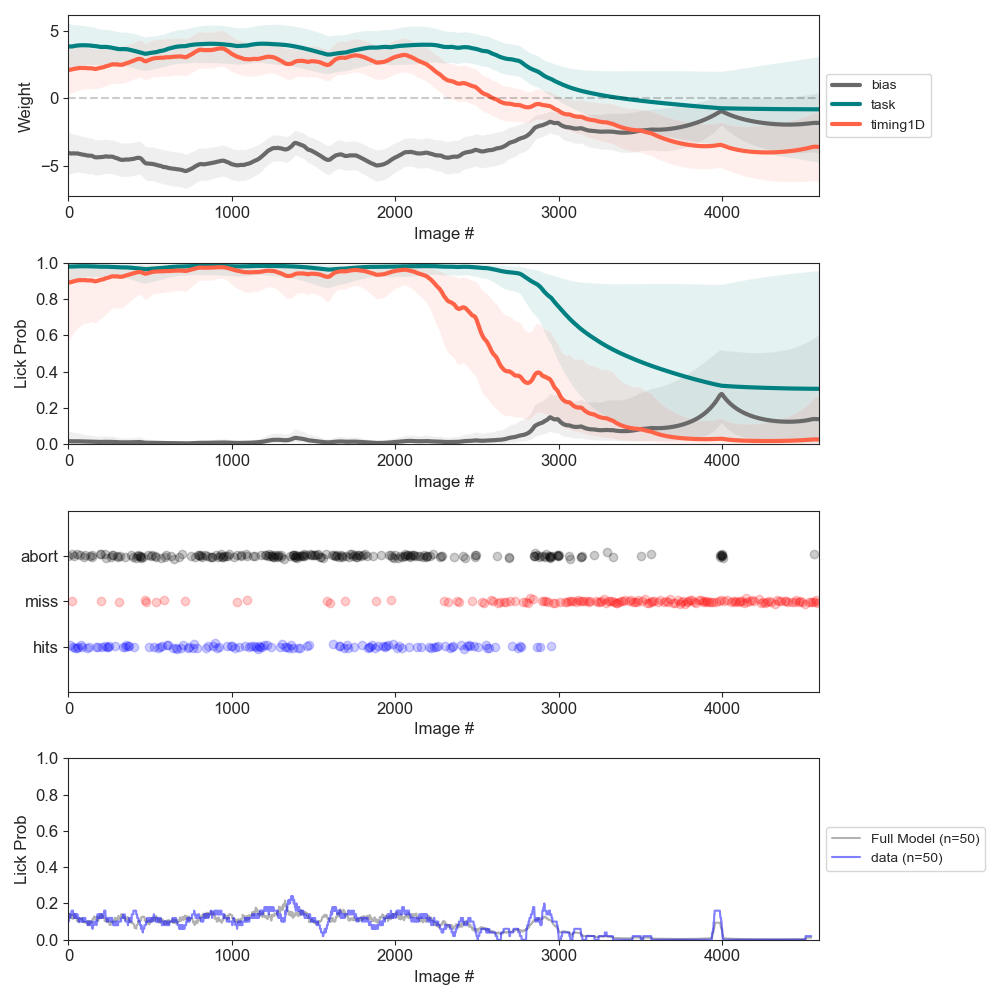 5
0
−5
Weight
0
1000
2000
3000
4000
Image #
bias
task
timing1D
1.0
0.8
0.6
0.4
0.2
0.0
Lick Prob
0
1000
2000
3000
4000
Image #
abort
miss
hits
0
1000
2000
3000
4000
Image #
1.0
0.8
0.6
0.4
0.2
0.0
Lick Prob
0
1000
2000
3000
4000
Image #
Full Model (n=50)
data (n=50)